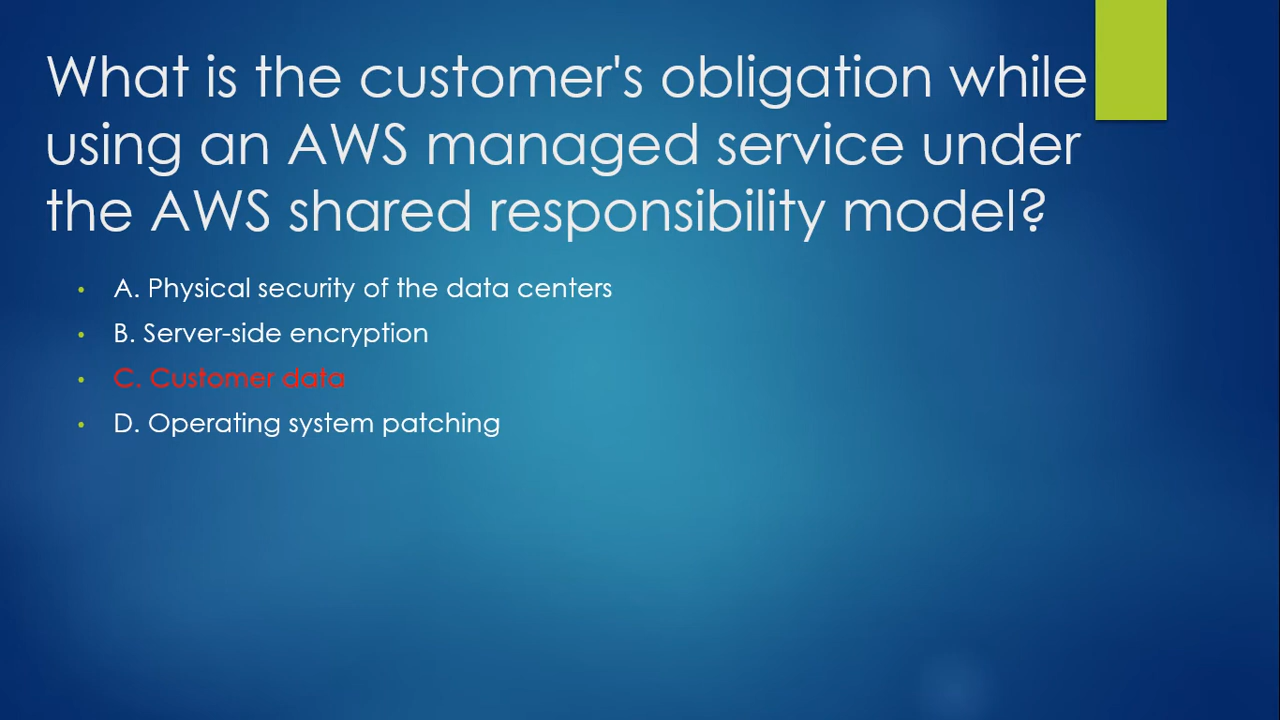 What is the customer's obligation while
using an AWS managed service under
the AWS shared responsibility model?
• A. Physical security of the data centers
• B. Server-side encryption
• C. Customer data
• D. Operating system patching